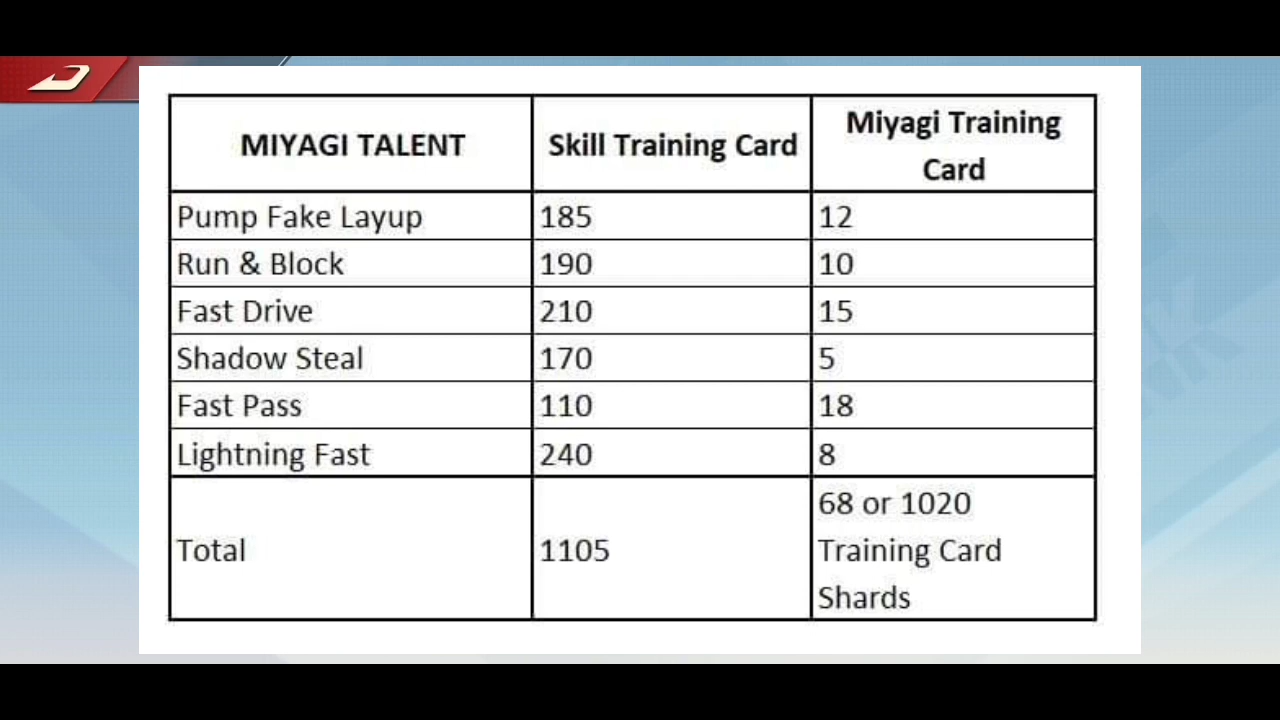 MIYAGI TALENT Skill Training Card Miyagi Training
Card
Pump Fake Layup 185 12
Run & Block 190 10
Fast Drive 210 15
Shadow Steal 170 5
Fast Pass 110 18
Lightning Fast 240 8
Total 1105 68 or 1020
Training Card
Shards